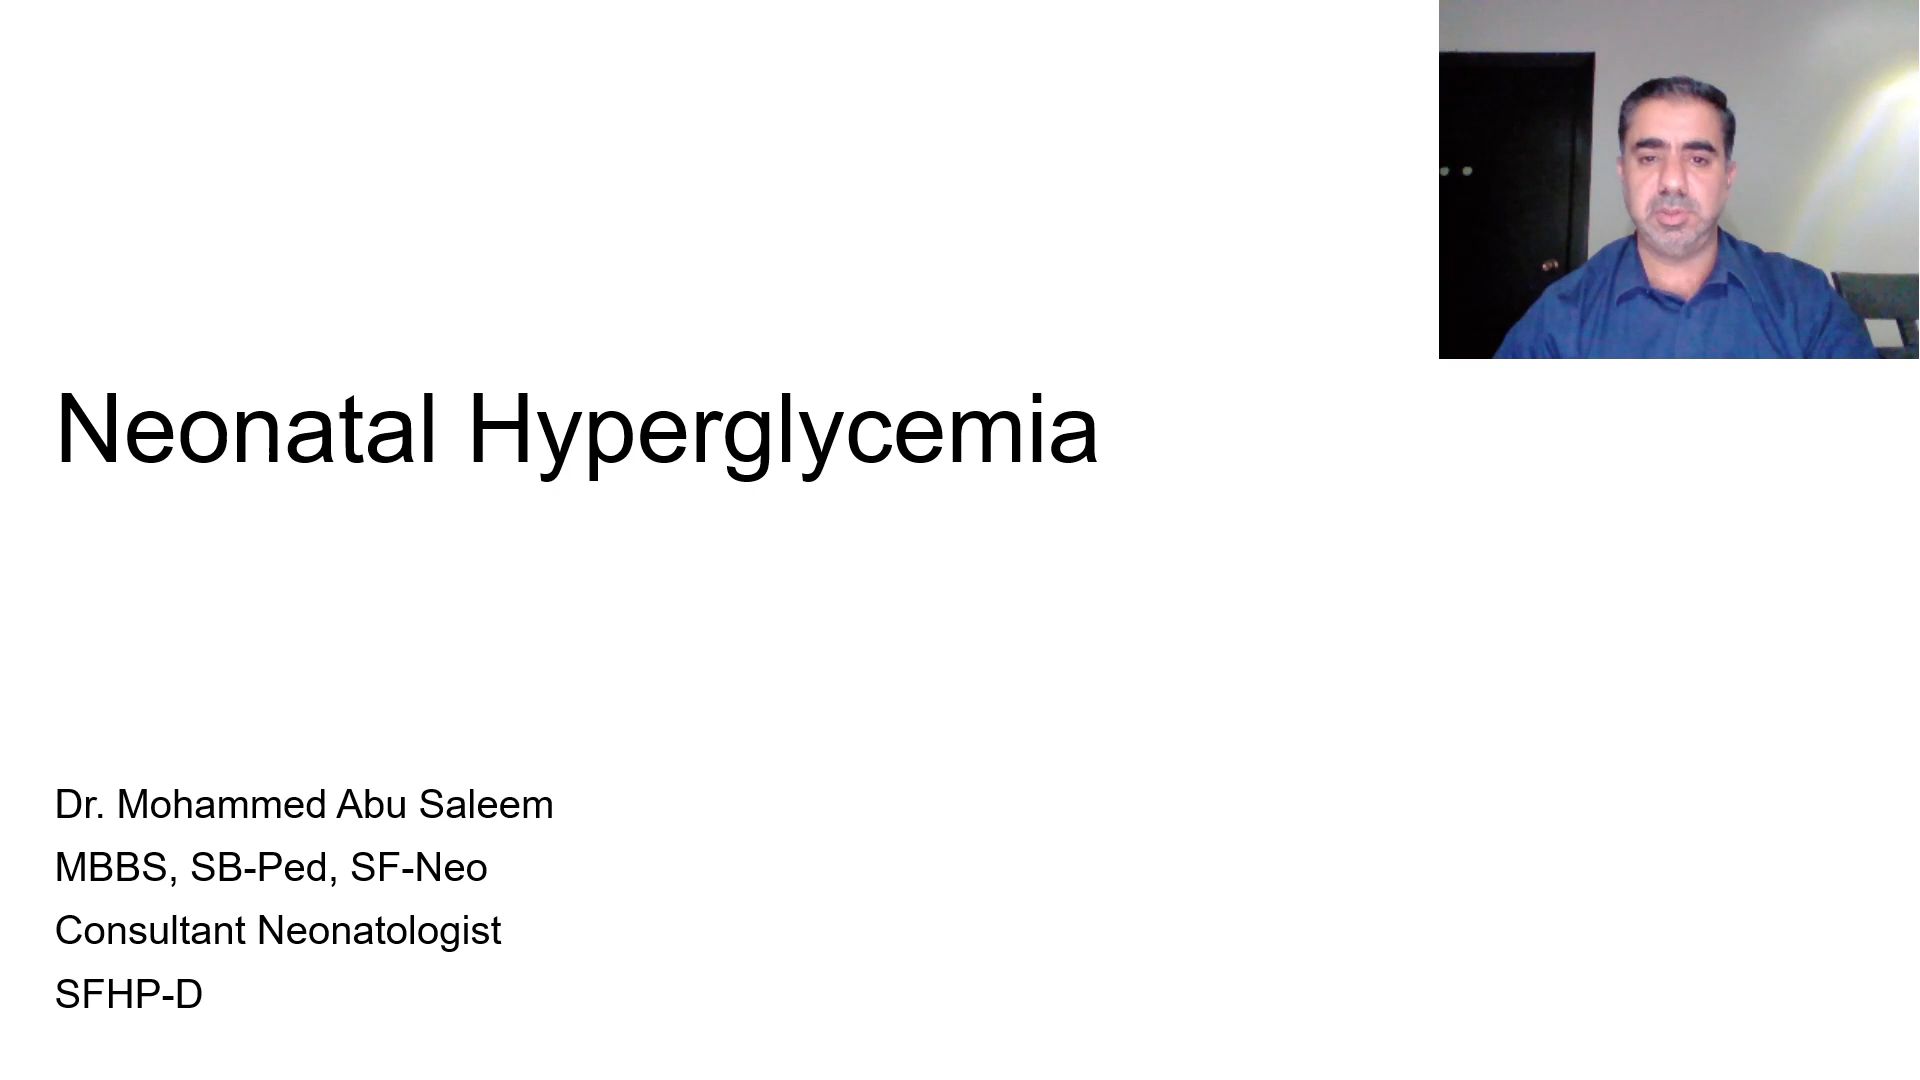 Neonatal Hyperglycemia
Dr. Mohammed Abu Saleem
MBBS, SB-Ped, SF-Neo
Consultant Neonatologist
SFHP-D